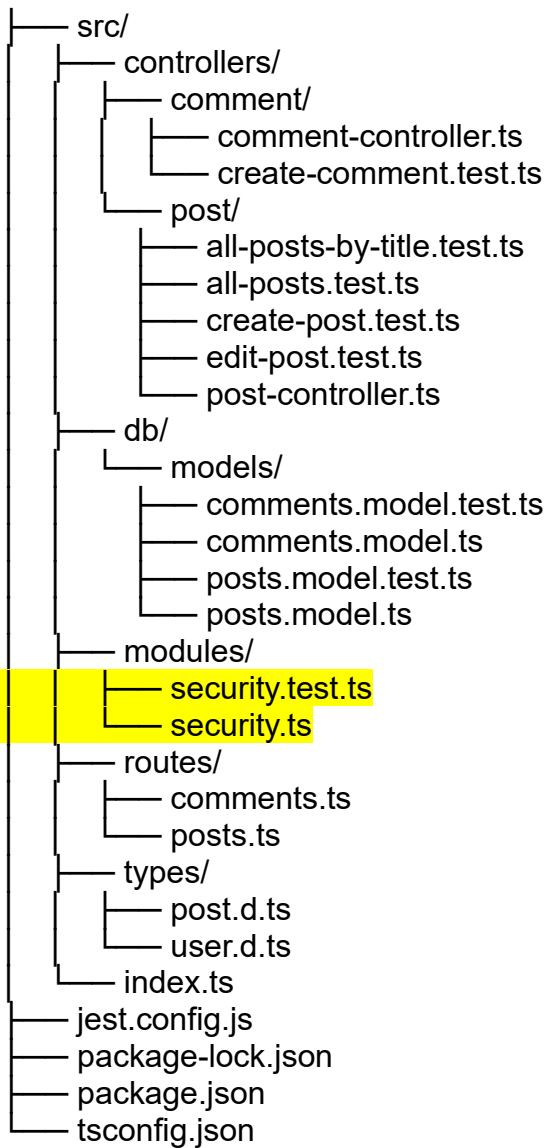 ├── src/
│   ├── controllers/
│   │   ├── comment/
│   │   │   ├── comment-controller.ts
│   │   │   └── create-comment.test.ts
│   │   └── post/
│   │       ├── all-posts-by-title.test.ts
│   │       ├── all-posts.test.ts
│   │       ├── create-post.test.ts
│   │       ├── edit-post.test.ts
│   │       └── post-controller.ts
│   ├── db/
│   │   └── models/
│   │       ├── comments.model.test.ts
│   │       ├── comments.model.ts
│   │       ├── posts.model.test.ts
│   │       └── posts.model.ts
│   ├── modules/
│   │   ├── security.test.ts
│   │   └── security.ts
│   ├── routes/
│   │   ├── comments.ts
│   │   └── posts.ts
│   ├── types/
│   │   ├── post.d.ts
│   │   └── user.d.ts
│   └── index.ts
├── jest.config.js
├── package-lock.json
├── package.json
└── tsconfig.json